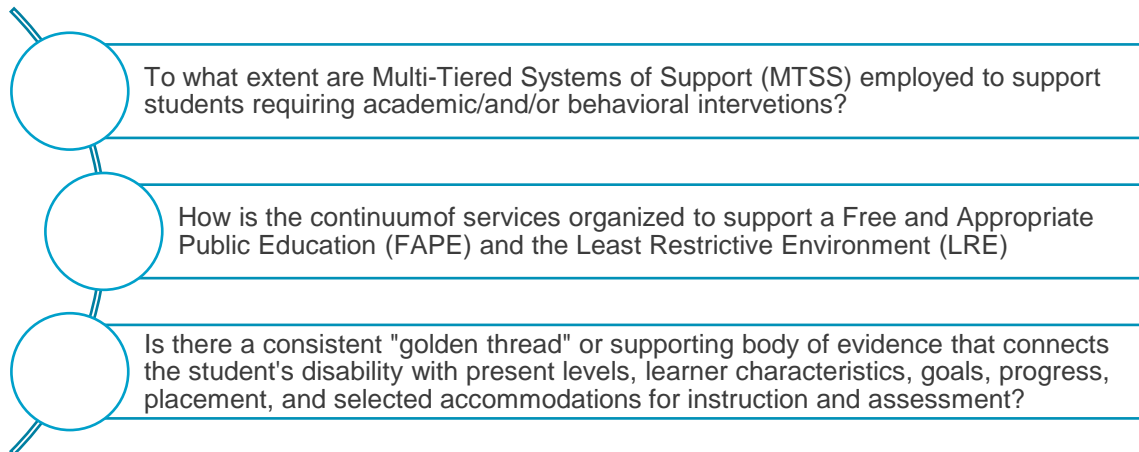 To what extent are Multi-Tiered Systems of Support (MTSS) employed to support
students requiring academic/and/or behavioral intervetions?
How is the continuumof services organized to support a Free and Appropriate
Public Education (FAPE) and the Least Restrictive Environment (LRE)
Is there a consistent "golden thread" or supporting body of evidence that connects
the student's disability with present levels, learner characteristics, goals, progress,
placement, and selected accommodations for instruction and assessment?